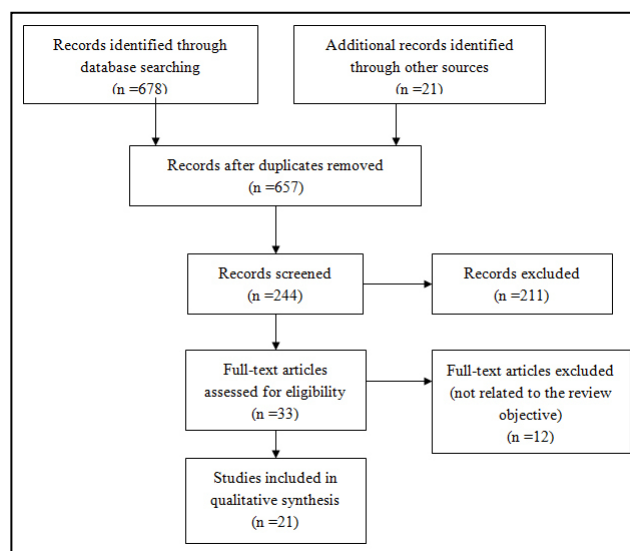 Records identified through
database searching
(n =678)
Additional records identified
through other sources
(n =21)
Records after duplicates removed
(n =657)
Records screened
(n =244)
Records excluded
(n =211)
Full-text articles
assessed for eligibility
(n =33)
Full-text articles excluded
(not related to the review
objective)
(n =12)
Studies included in
qualitative synthesis
(n =21)